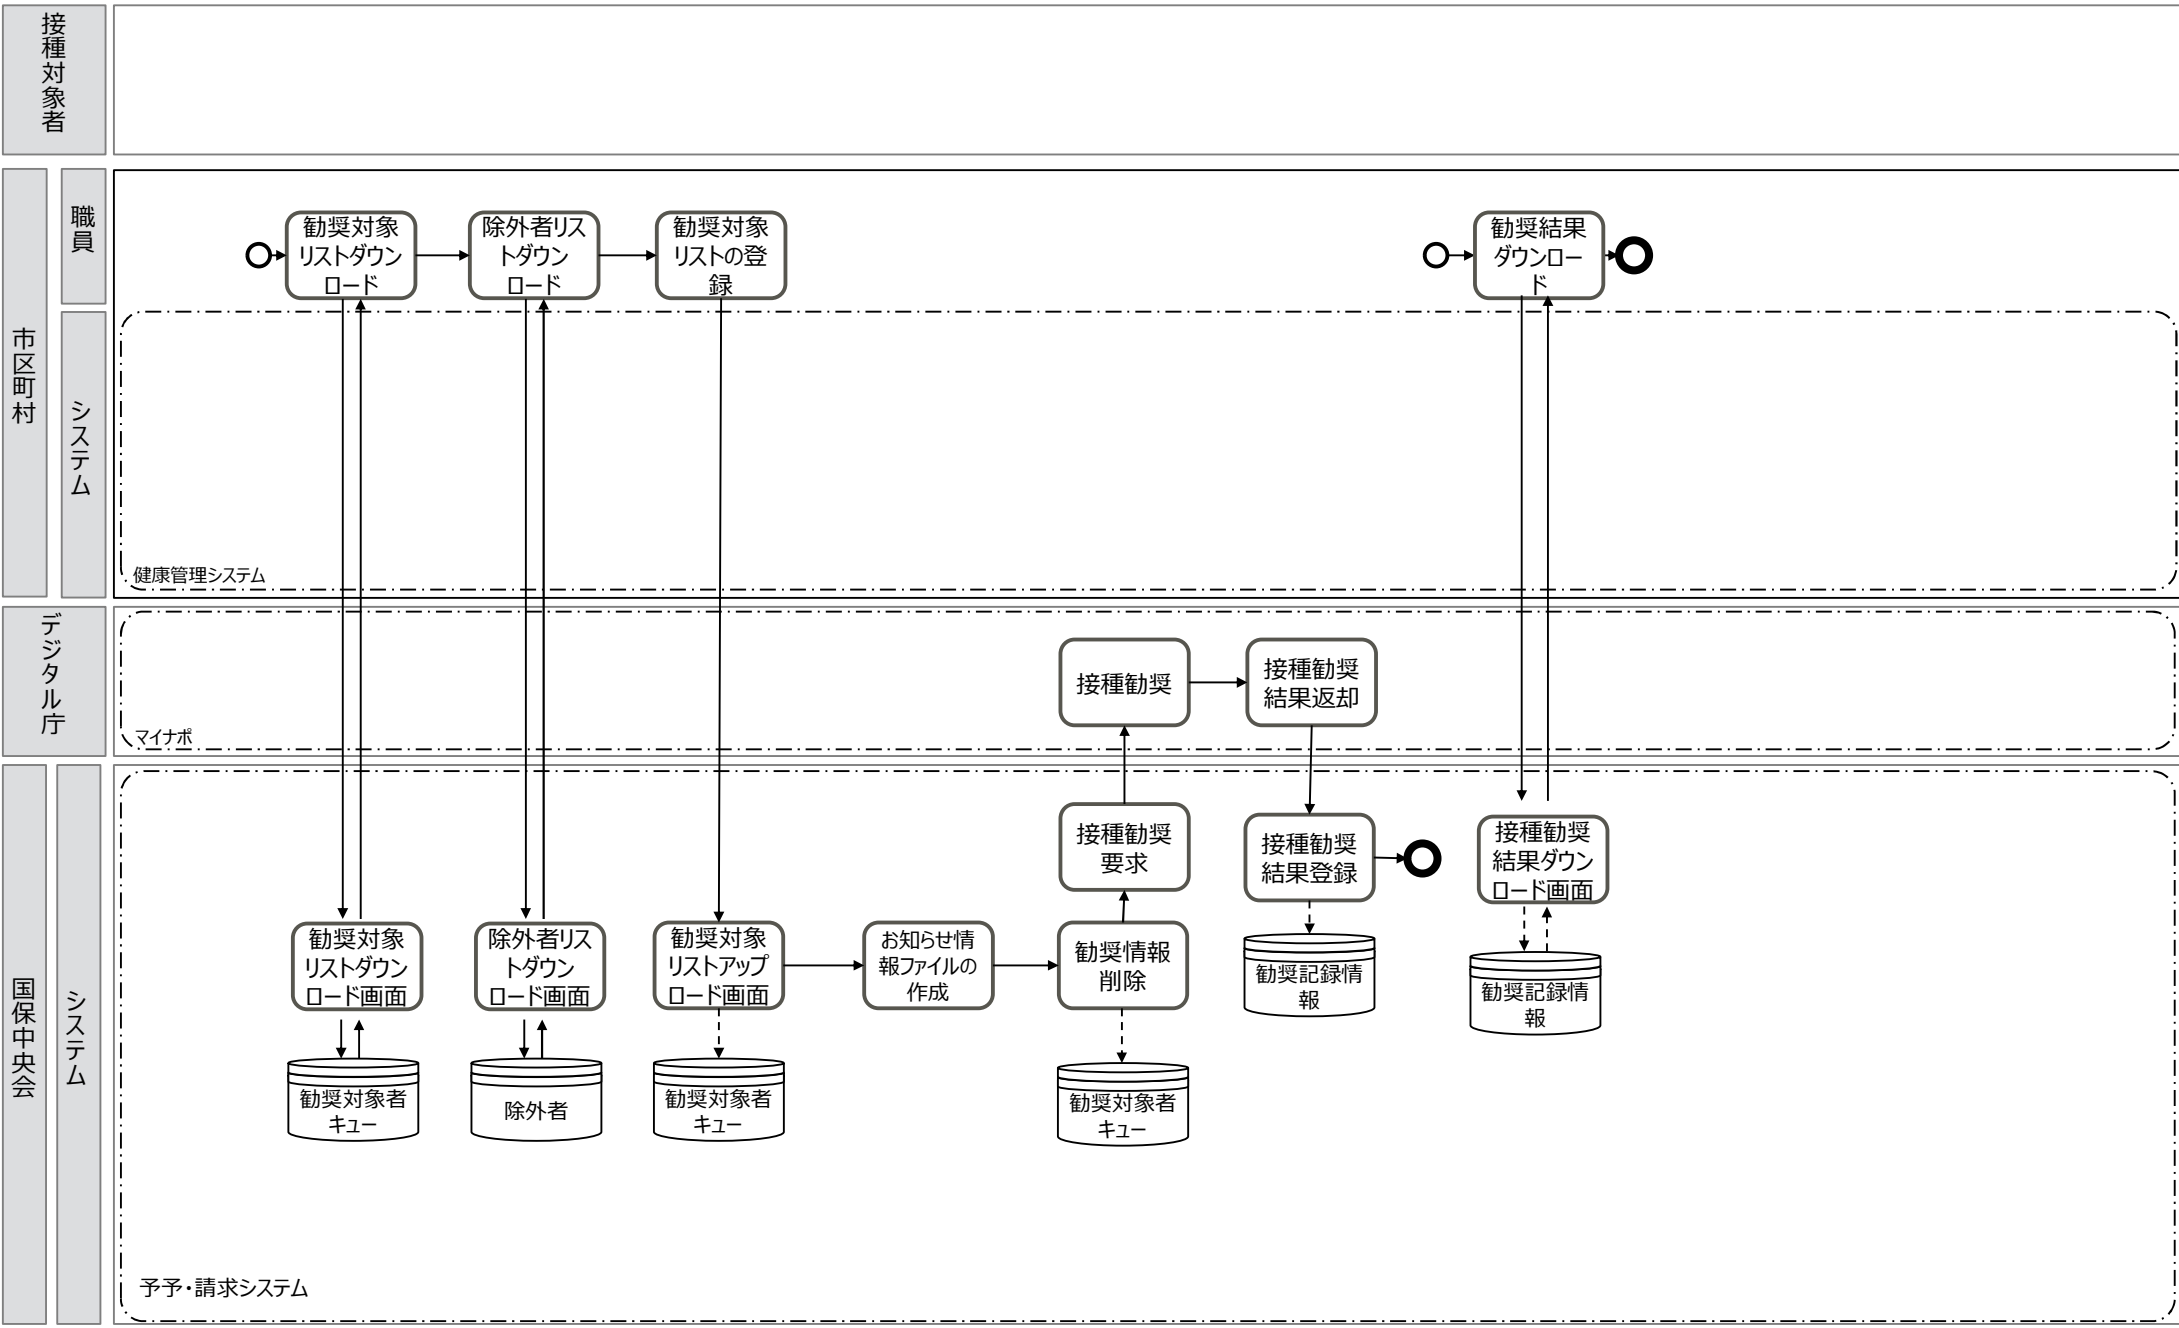 接種対象者
市区町村
職員
勧奨対象
リストダウン
ロード
除外者リス
トダウン
ロード
勧奨対象
リストの登
録
勧奨結果
ダウンロー
ド
システム
健康管理システム
デジタル庁
接種勧奨
接種勧奨
結果返却
マイナポ
国保中央会
システム
接種勧奨
要求
接種勧奨
結果登録
接種勧奨
結果ダウン
ロード画面
勧奨対象
リストダウン
ロード画面
除外者リス
トダウン
ロード画面
勧奨対象
リストアップ
ロード画面
お知らせ情
報ファイルの
作成
勧奨情報
削除
勧奨記録情
報
勧奨記録情
報
勧奨対象者
キュー
除外者
勧奨対象者
キュー
勧奨対象者
キュー
予予・請求システム